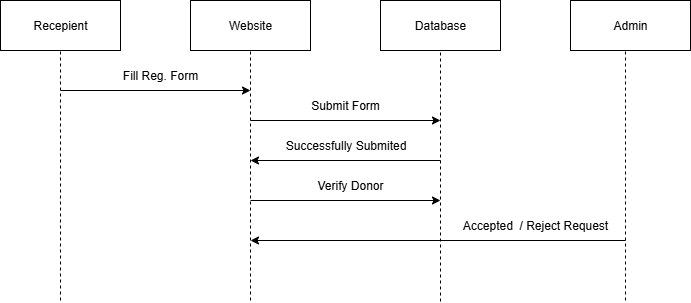 Recepient
Website
Database
Admin
Fill Reg. Form
Submit Form
Successfully Submited
Verify Donor
Accepted / Reject Request